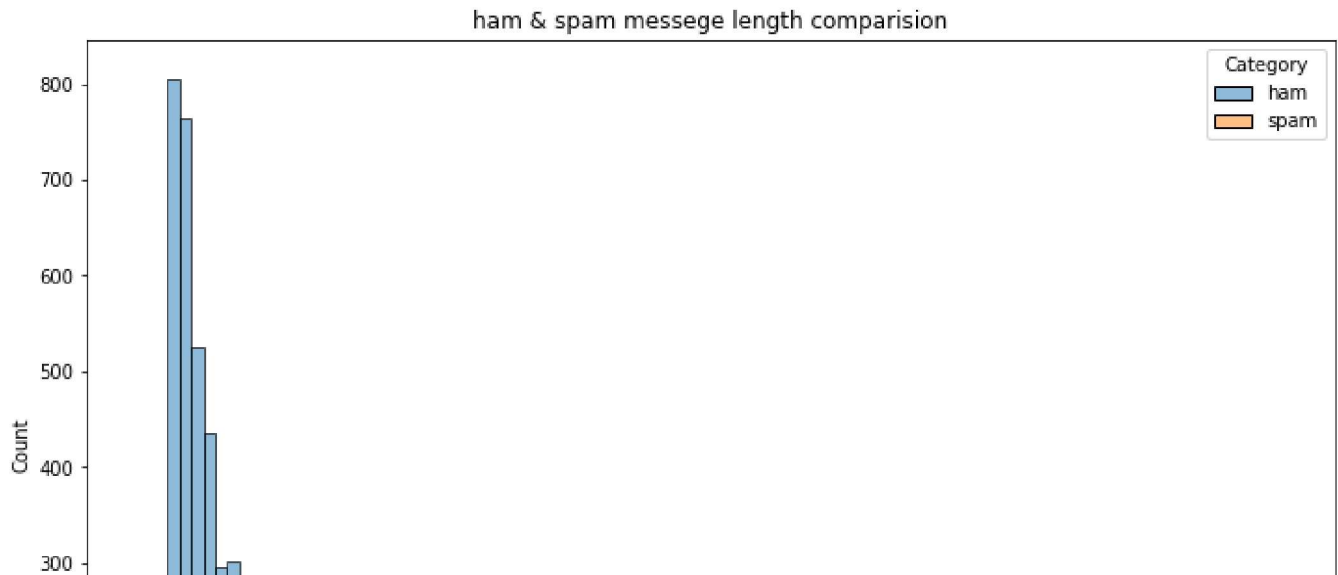 ham & spam messege length comparision
Category
ham
spam
800
700
600
500
Count
400
300